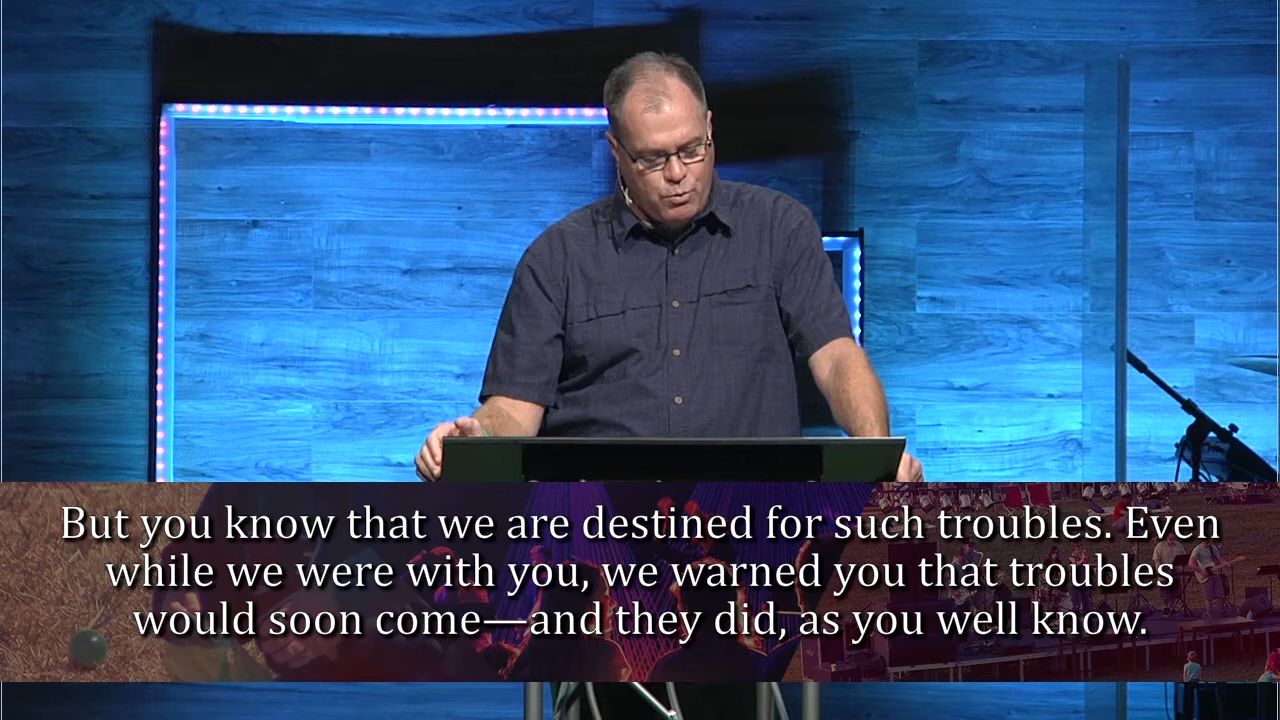 But you know that we are destined for such troubles. Even
while we were with you, we warned you that troubles
would soon come—and they did, as you well know.